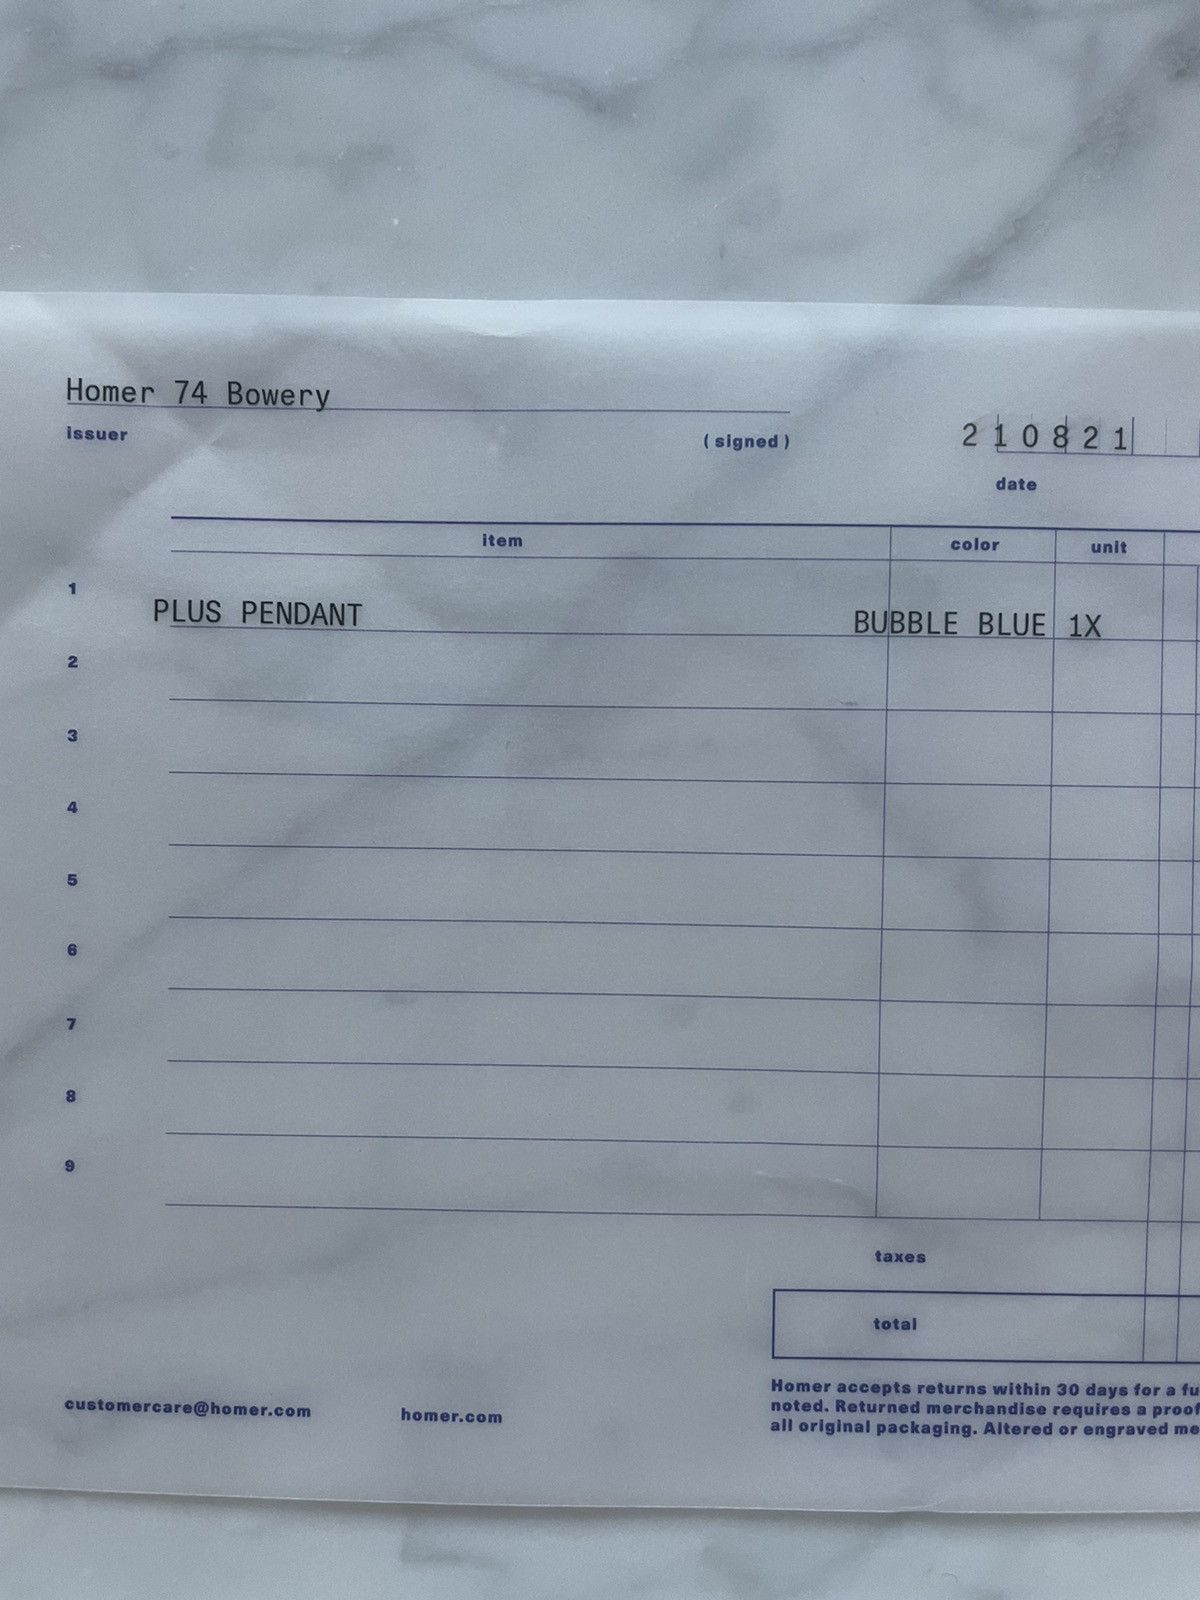 Homer 74 Bowery
issuer (signed) 210821
date
item color unit
1 PLUS PENDANT BUBBLE BLUE 1X
2
3
4
5
6
7
8
9
taxes
total
Homer accepts returns within 30 days for a
noted. Returned merchandise requires a proof
all original packaging. Altered or engraved
customercare@homer.com homer.com